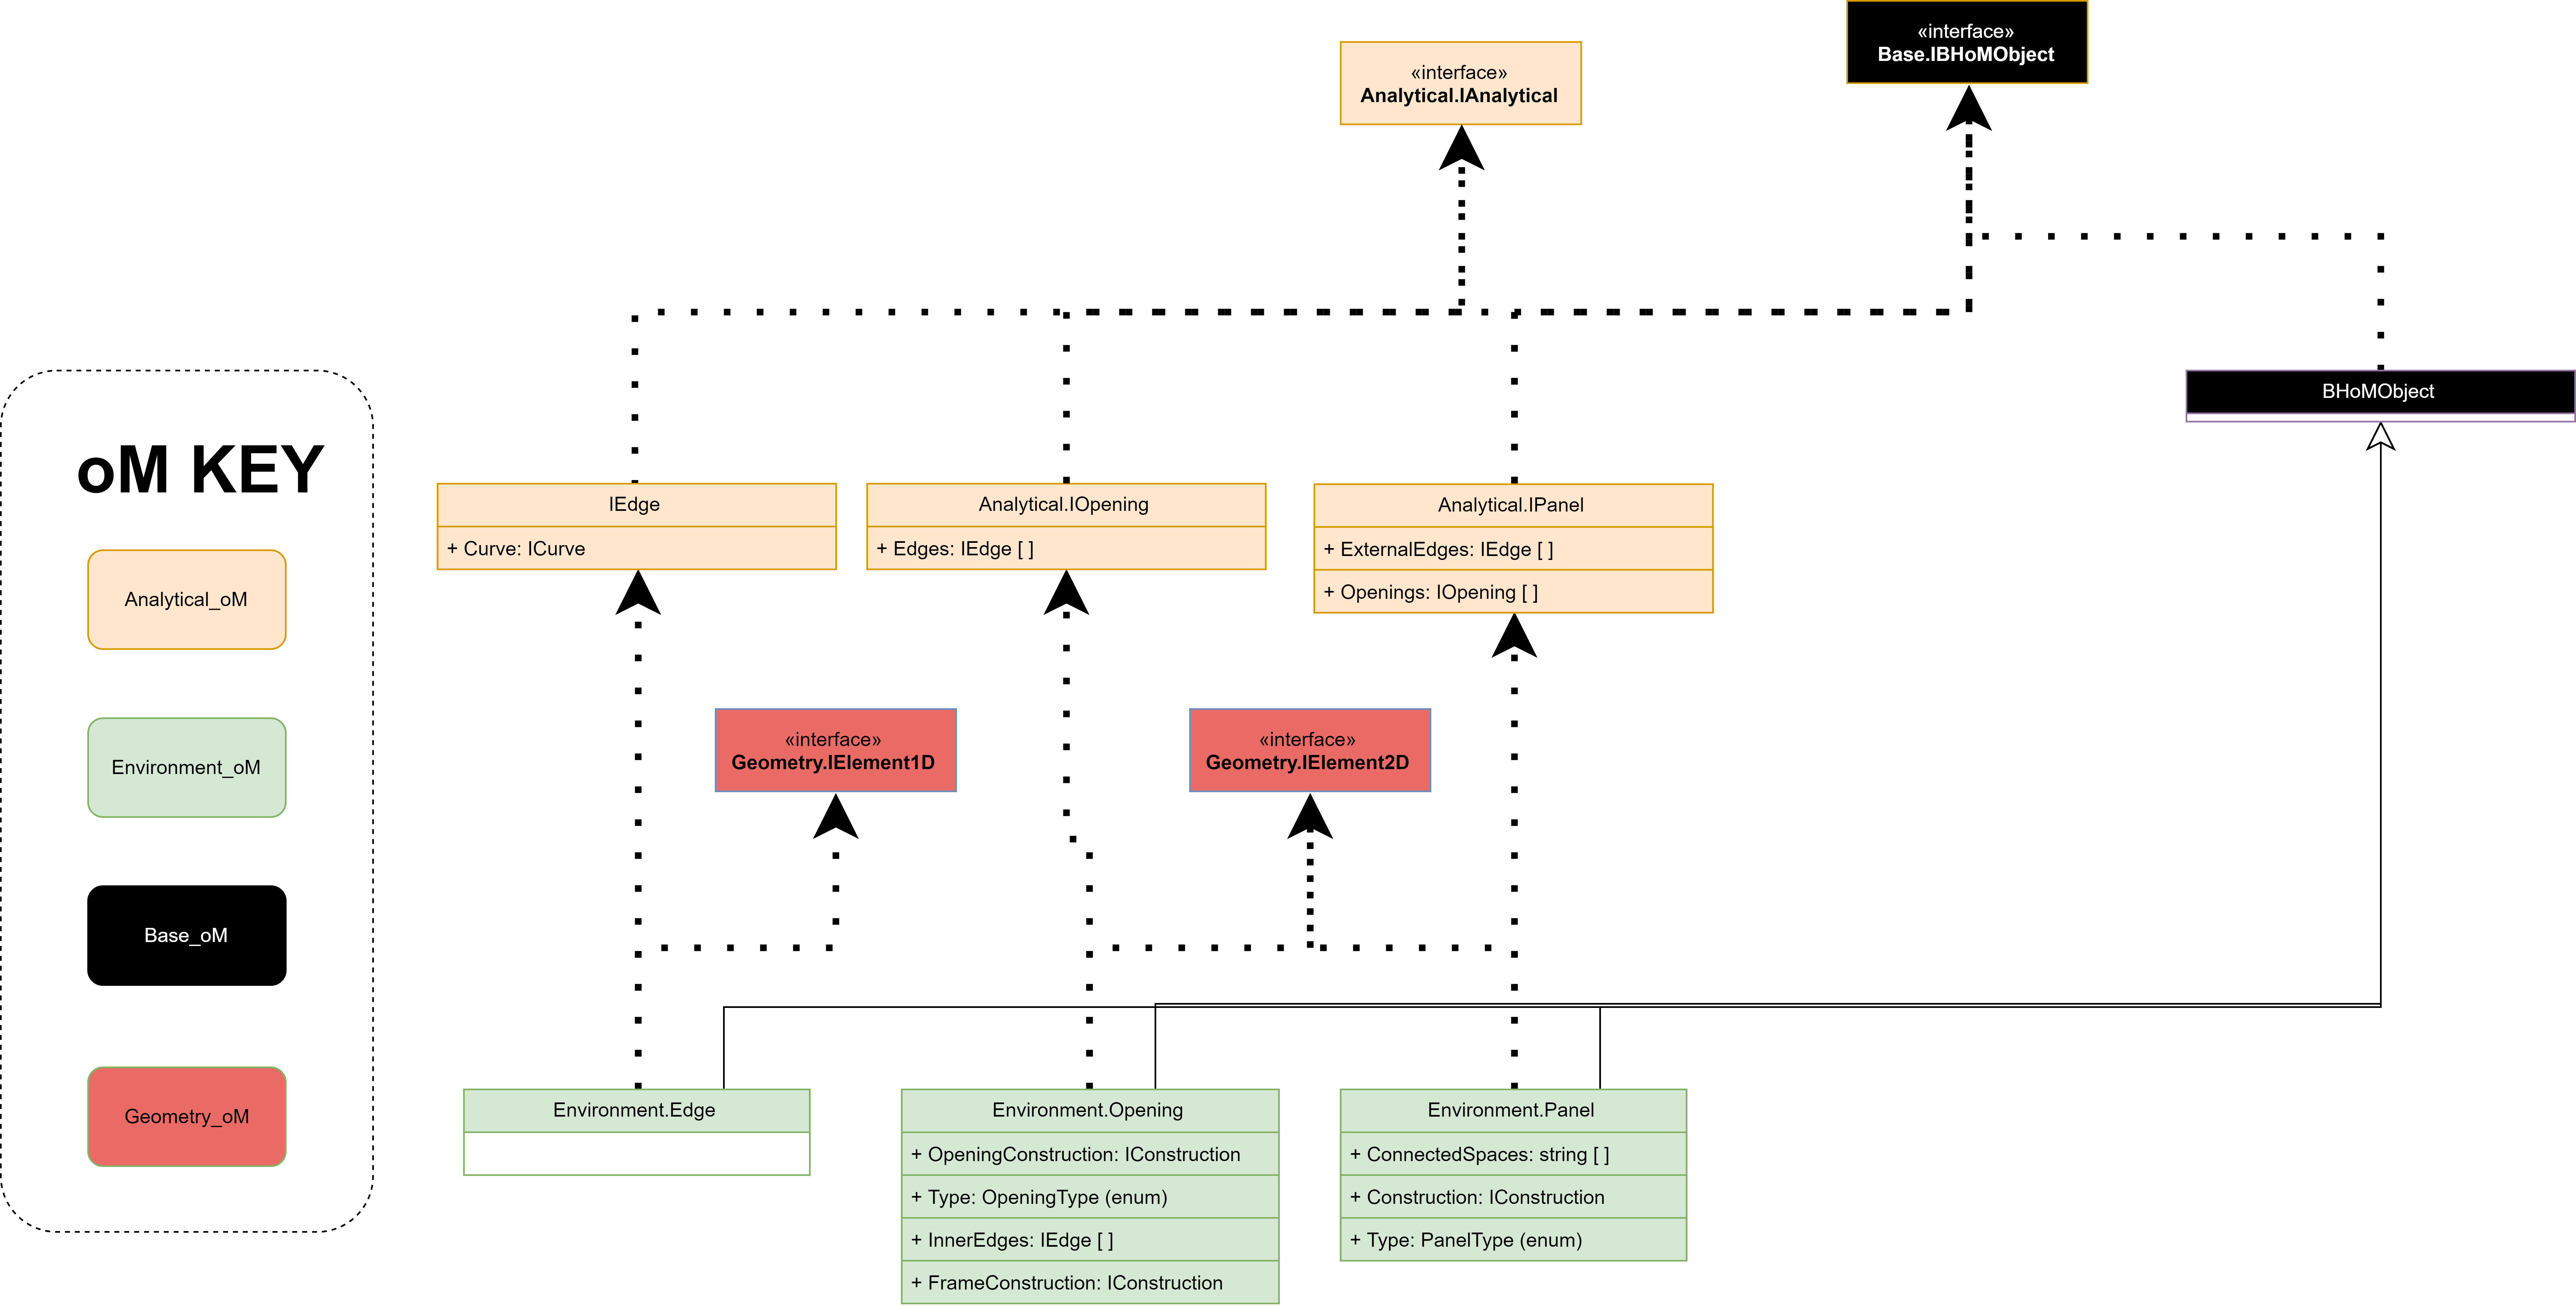 «interface»
Base.IBHoMObject
«interface»
Analytical.IAnalytical
BHoMObject
oM KEY
Analytical_oM
Environment_oM
Base_oM
Geometry_oM
IEdge
+ Curve: ICurve
Analytical.IOpening
+ Edges: IEdge [ ]
Analytical.IPanel
+ ExternalEdges: IEdge [ ]
+ Openings: IOpening [ ]
«interface»
Geometry.IElement1D
«interface»
Geometry.IElement2D
Environment.Edge
Environment.Opening
+ OpeningConstruction: IConstruction
+ Type: OpeningType (enum)
+ InnerEdges: IEdge [ ]
+ FrameConstruction: IConstruction
Environment.Panel
+ ConnectedSpaces: string [ ]
+ Construction: IConstruction
+ Type: PanelType (enum)